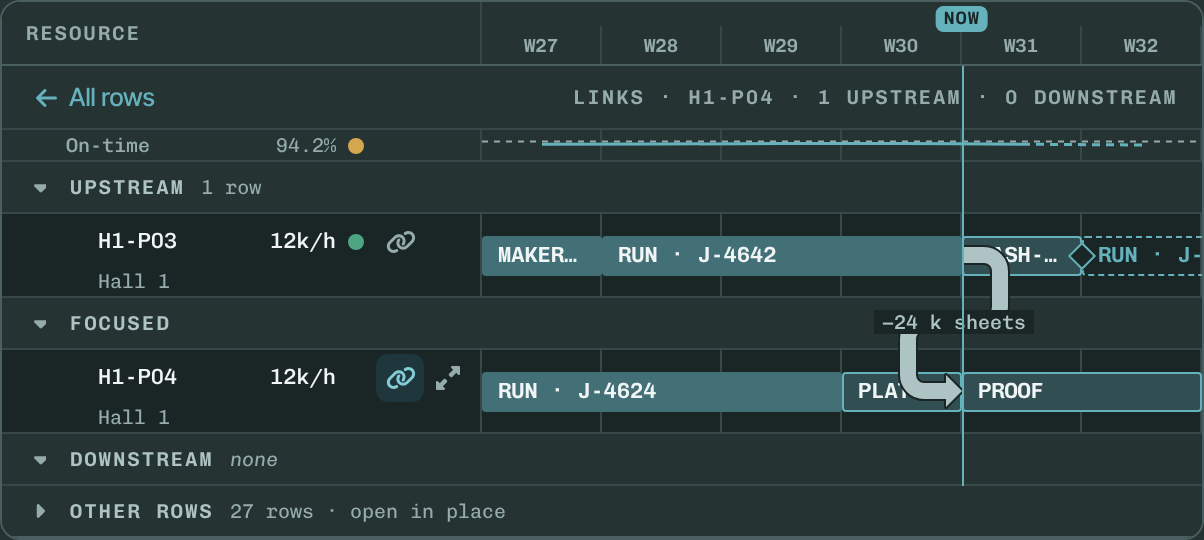 RESOURCE
NOW
W27 W28 W29 W30 W31 W32
← All rows
LINKS · H1-P04 · 1 UPSTREAM · 0 DOWNSTREAM
On-time 94.2%
UPSTREAM 1 row
H1-P03 12k/h
MAKER… RUN · J-4642 RUN · J-
Hall 1
FOCUSED
−24 k sheets
H1-P04 12k/h
RUN · J-4624 PROOF
Hall 1
DOWNSTREAM none
OTHER ROWS 27 rows · open in place